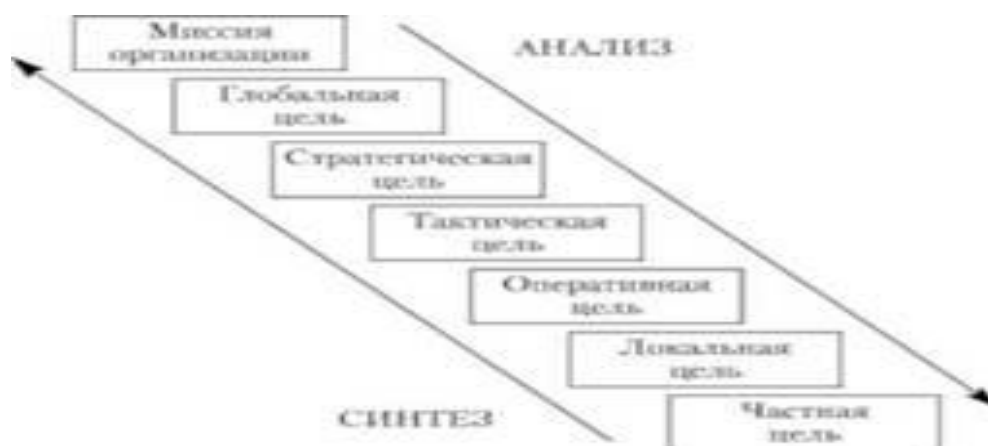 Миссия
организации
АНАЛИЗ
Глобальная
цель
Стратегическая
цель
Тактическая
цель
Оперативная
цель
Локальная
цель
СИНТЕЗ
Частная
цель